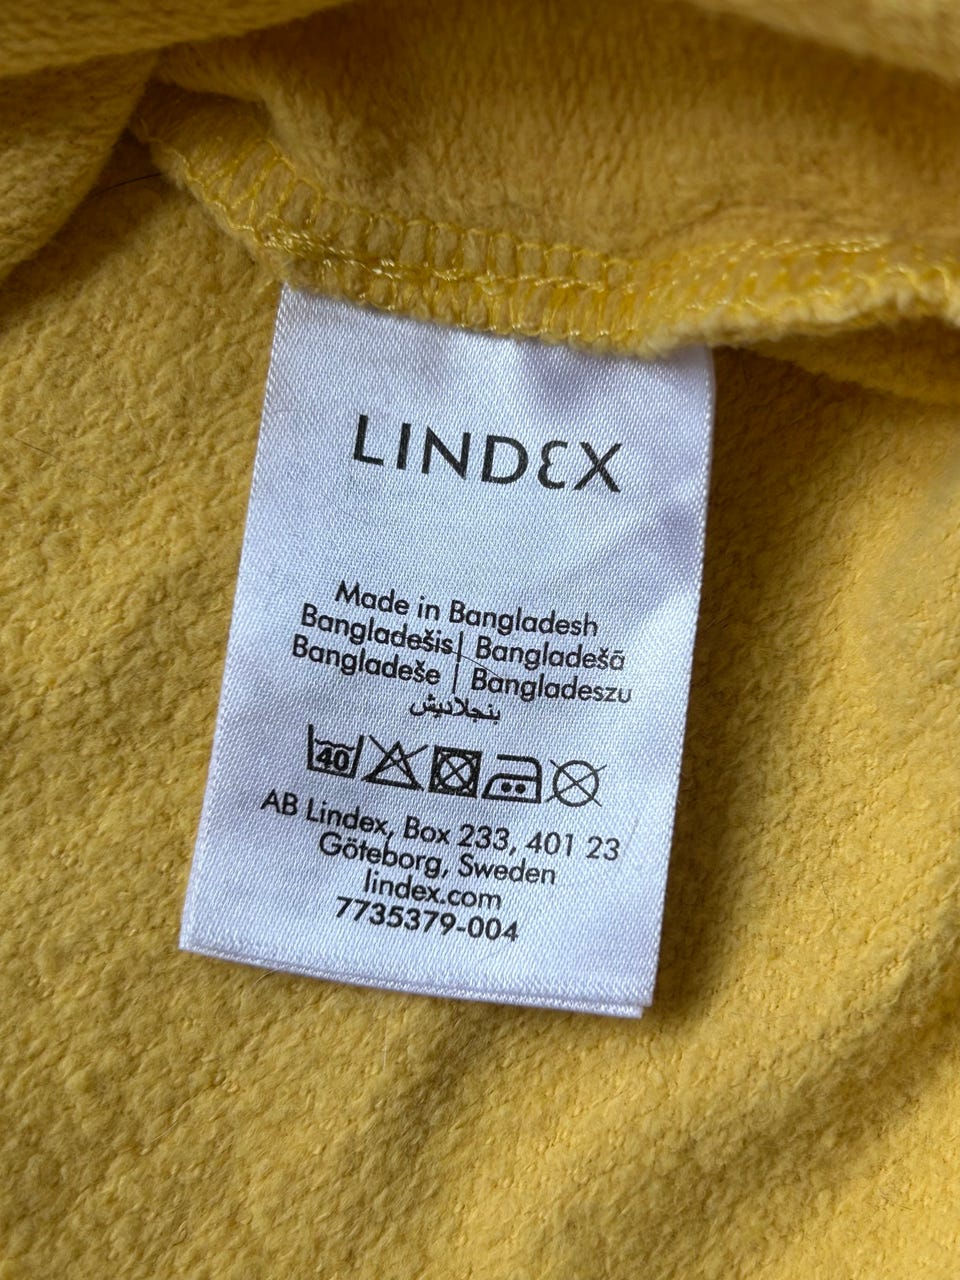 LINDEX
Made in Bangladesh
Bangladešis | Bangladešā
Bangladeše | Bangladeszu
بنجلاديش
40
AB Lindex, Box 233, 401 23
Göteborg, Sweden
lindex.com
7735379-004